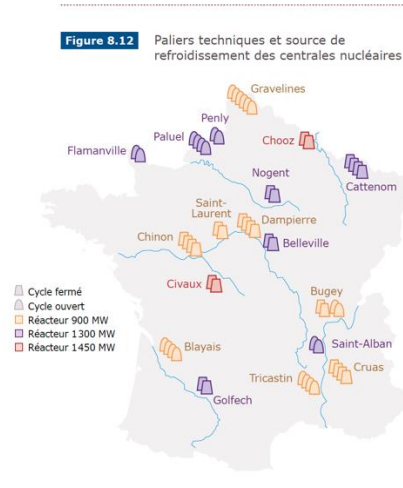 Figure 8.12
Paliers techniques et source de
refroidissement des centrales nucléaires
Gravelines
Penly
Paluel
Chooz
Flamanville
Cattenom
Nogent
Saint-
Laurent
Dampierre
Chinon
Belleville
Civaux
Bugey
Cycle fermé
Cycle ouvert
Réacteur 900 MW
Réacteur 1300 MW
Réacteur 1450 MW
Blayais
Saint-Alban
Cruas
Tricastin
Golfech